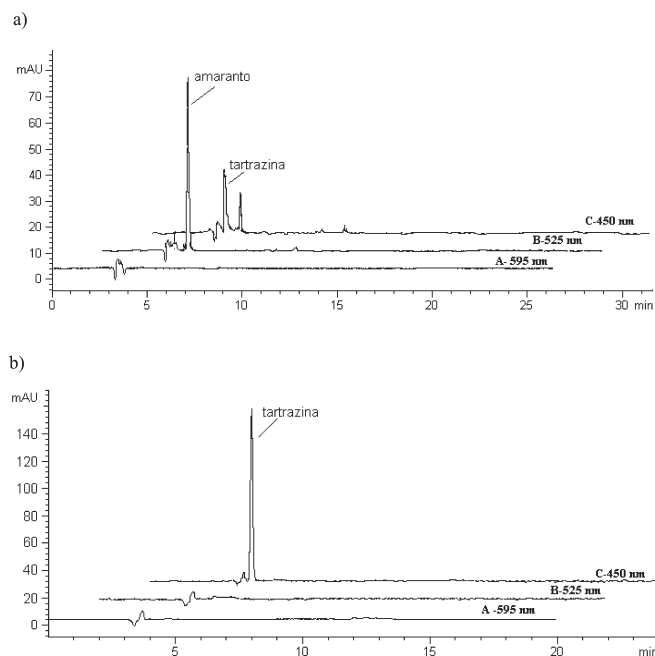 a)
mAU
70
60
50
40
30
20
10
0
amaranto
tartrazina
C-450 nm
B-525 nm
A- 595 nm
0 5 10 15 20 25 30 min
b)
mAU
140
120
100
80
60
40
20
0
tartrazina
C-450 nm
B-525 nm
A -595 nm
5 10 15 20 min